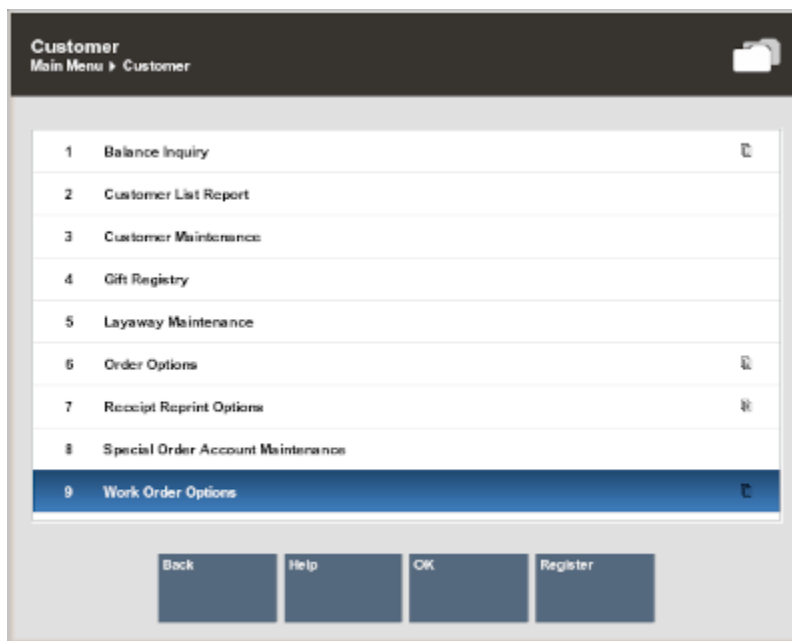 Customer
Main Menu ▸ Customer
1 Balance Inquiry
2 Customer List Report
3 Customer Maintenance
4 Gift Registry
5 Layaway Maintenance
6 Order Options
7 Receipt Reprint Options
8 Special Order Account Maintenance
9 Work Order Options
Back Help OK Register